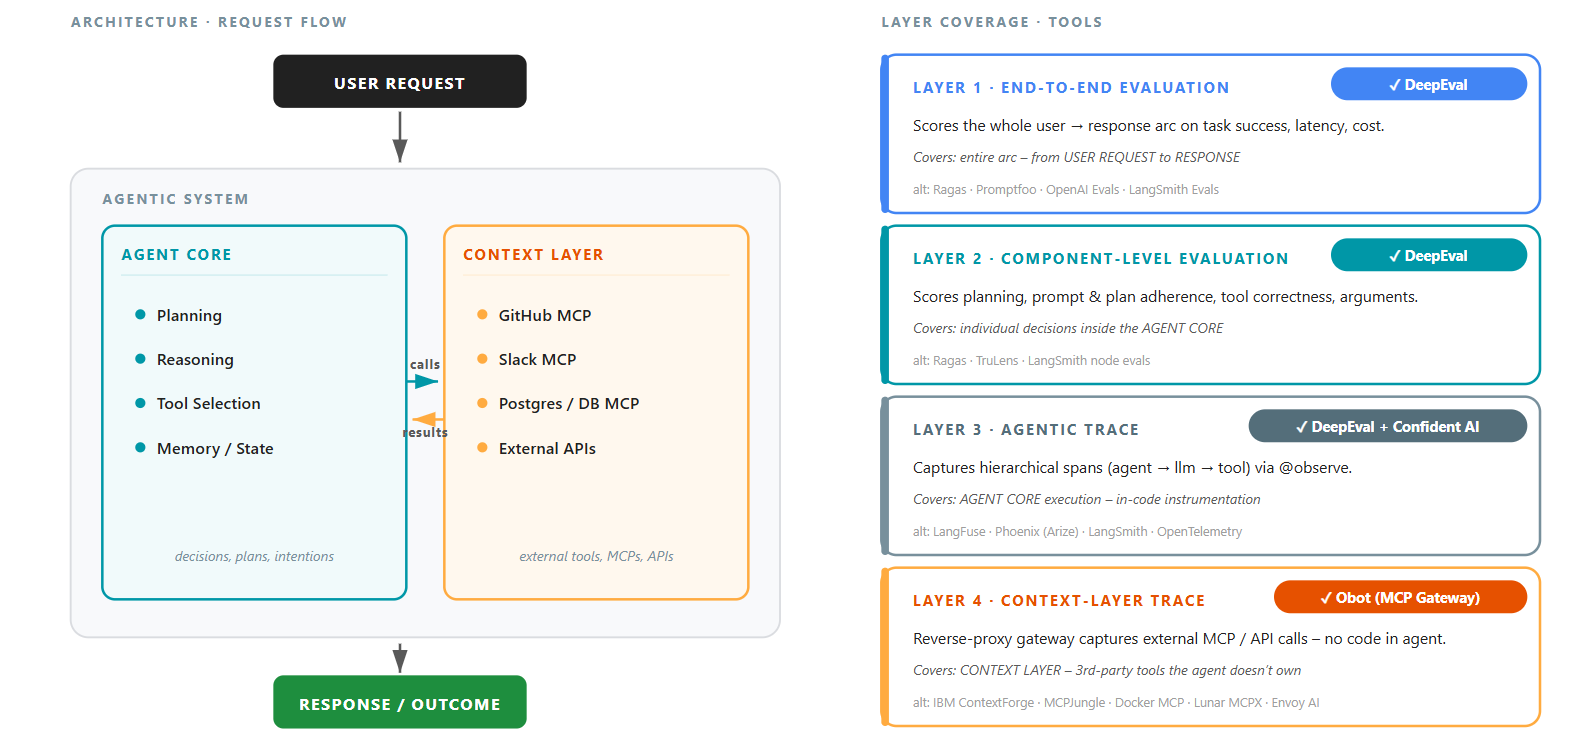 ARCHITECTURE · REQUEST FLOW
USER REQUEST
AGENTIC SYSTEM
AGENT CORE
Planning
Reasoning
Tool Selection
Memory / State
decisions, plans, intentions
calls
results
CONTEXT LAYER
GitHub MCP
Slack MCP
Postgres / DB MCP
External APIs
external tools, MCPs, APIs
RESPONSE / OUTCOME
LAYER COVERAGE · TOOLS
LAYER 1 · END-TO-END EVALUATION
✓ DeepEval
Scores the whole user → response arc on task success, latency, cost.
Covers: entire arc – from USER REQUEST to RESPONSE
alt: Ragas · Promptfoo · OpenAI Evals · LangSmith Evals
LAYER 2 · COMPONENT-LEVEL EVALUATION
✓ DeepEval
Scores planning, prompt & plan adherence, tool correctness, arguments.
Covers: individual decisions inside the AGENT CORE
alt: Ragas · TruLens · LangSmith node evals
LAYER 3 · AGENTIC TRACE
✓ DeepEval + Confident AI
Captures hierarchical spans (agent → llm → tool) via @observe.
Covers: AGENT CORE execution – in-code instrumentation
alt: LangFuse · Phoenix (Arize) · LangSmith · OpenTelemetry
LAYER 4 · CONTEXT-LAYER TRACE
✓ Obot (MCP Gateway)
Reverse-proxy gateway captures external MCP / API calls – no code in agent.
Covers: CONTEXT LAYER – 3rd-party tools the agent doesn't own
alt: IBM ContextForge · MCPJungle · Docker MCP · Lunar MCPX · Envoy AI